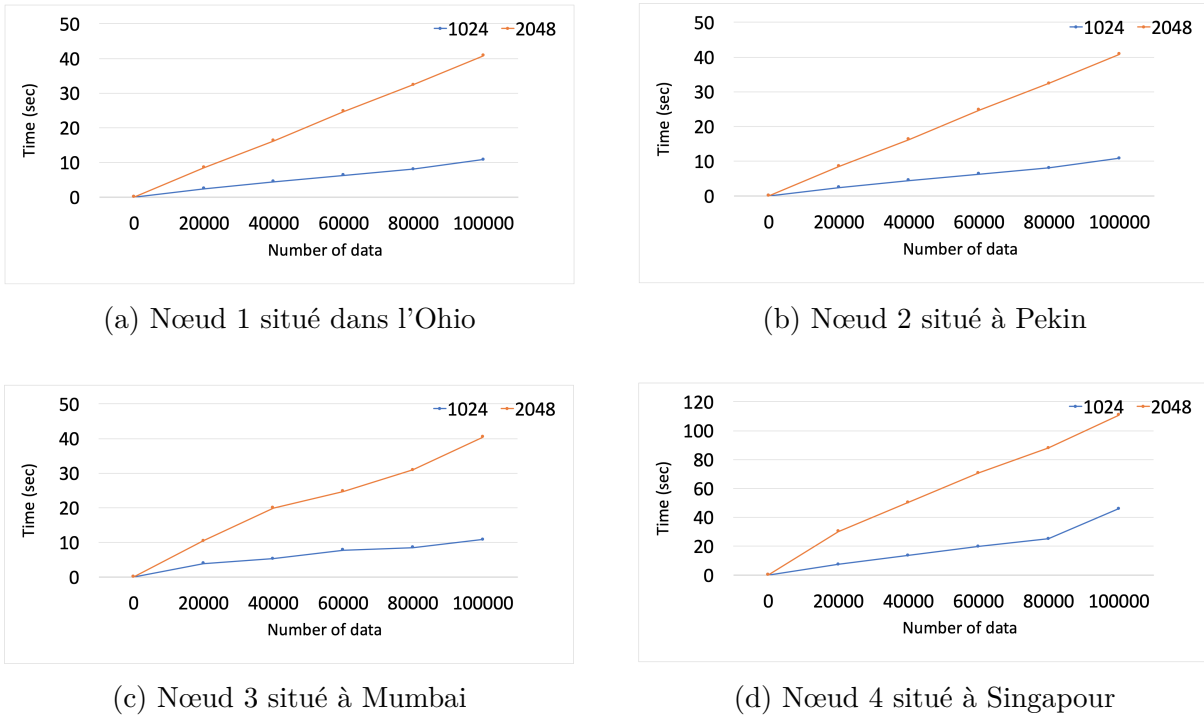 1024 2048
50
40
30
20
10
0
Time (sec)
0 20000 40000 60000 80000 100000
Number of data
(a) Nœud 1 situé dans l'Ohio
1024 2048
50
40
30
20
10
0
Time (sec)
0 20000 40000 60000 80000 100000
Number of data
(b) Nœud 2 situé à Pekin
1024 2048
50
40
30
20
10
0
Time (sec)
0 20000 40000 60000 80000 100000
Number of data
(c) Nœud 3 situé à Mumbai
1024 2048
120
100
80
60
40
20
0
Time (sec)
0 20000 40000 60000 80000 100000
Number of data
(d) Nœud 4 situé à Singapour